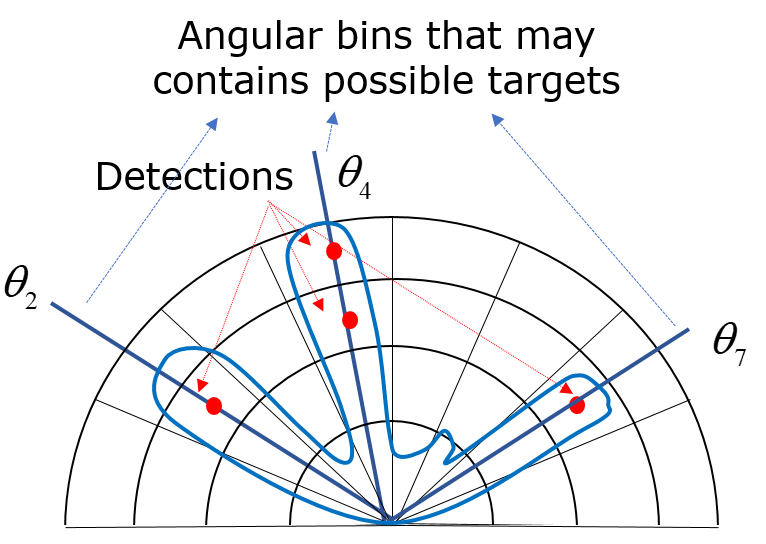 Angular bins that may
contains possible targets
Detections
θ4
θ2
θ7